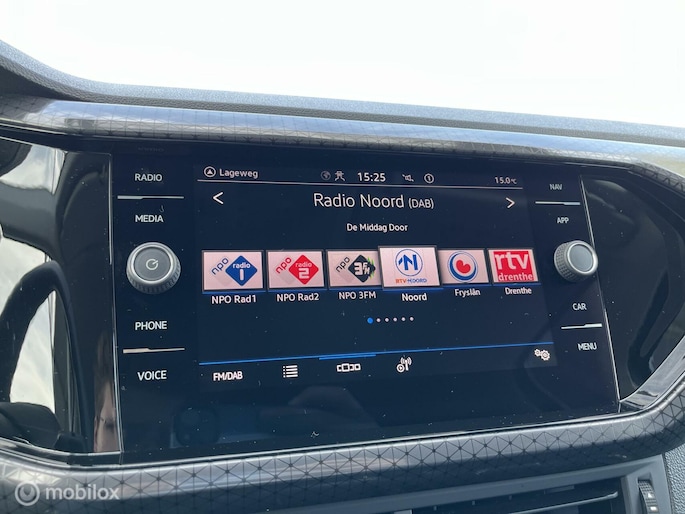 RADIO
MEDIA
PHONE
VOICE
Lageweg 15:25 1 15.0°C
< Radio Noord (DAB) >
De Middag Door
npo radio 1
npo radio 2
npo 3FM
N RTV-NOORD
rtv drenthe
NPO Rad1 NPO Rad2 NPO 3FM Noord Fryslân Drenthe
FM/DAB
NAV
APP
CAR
MENU
mobilox